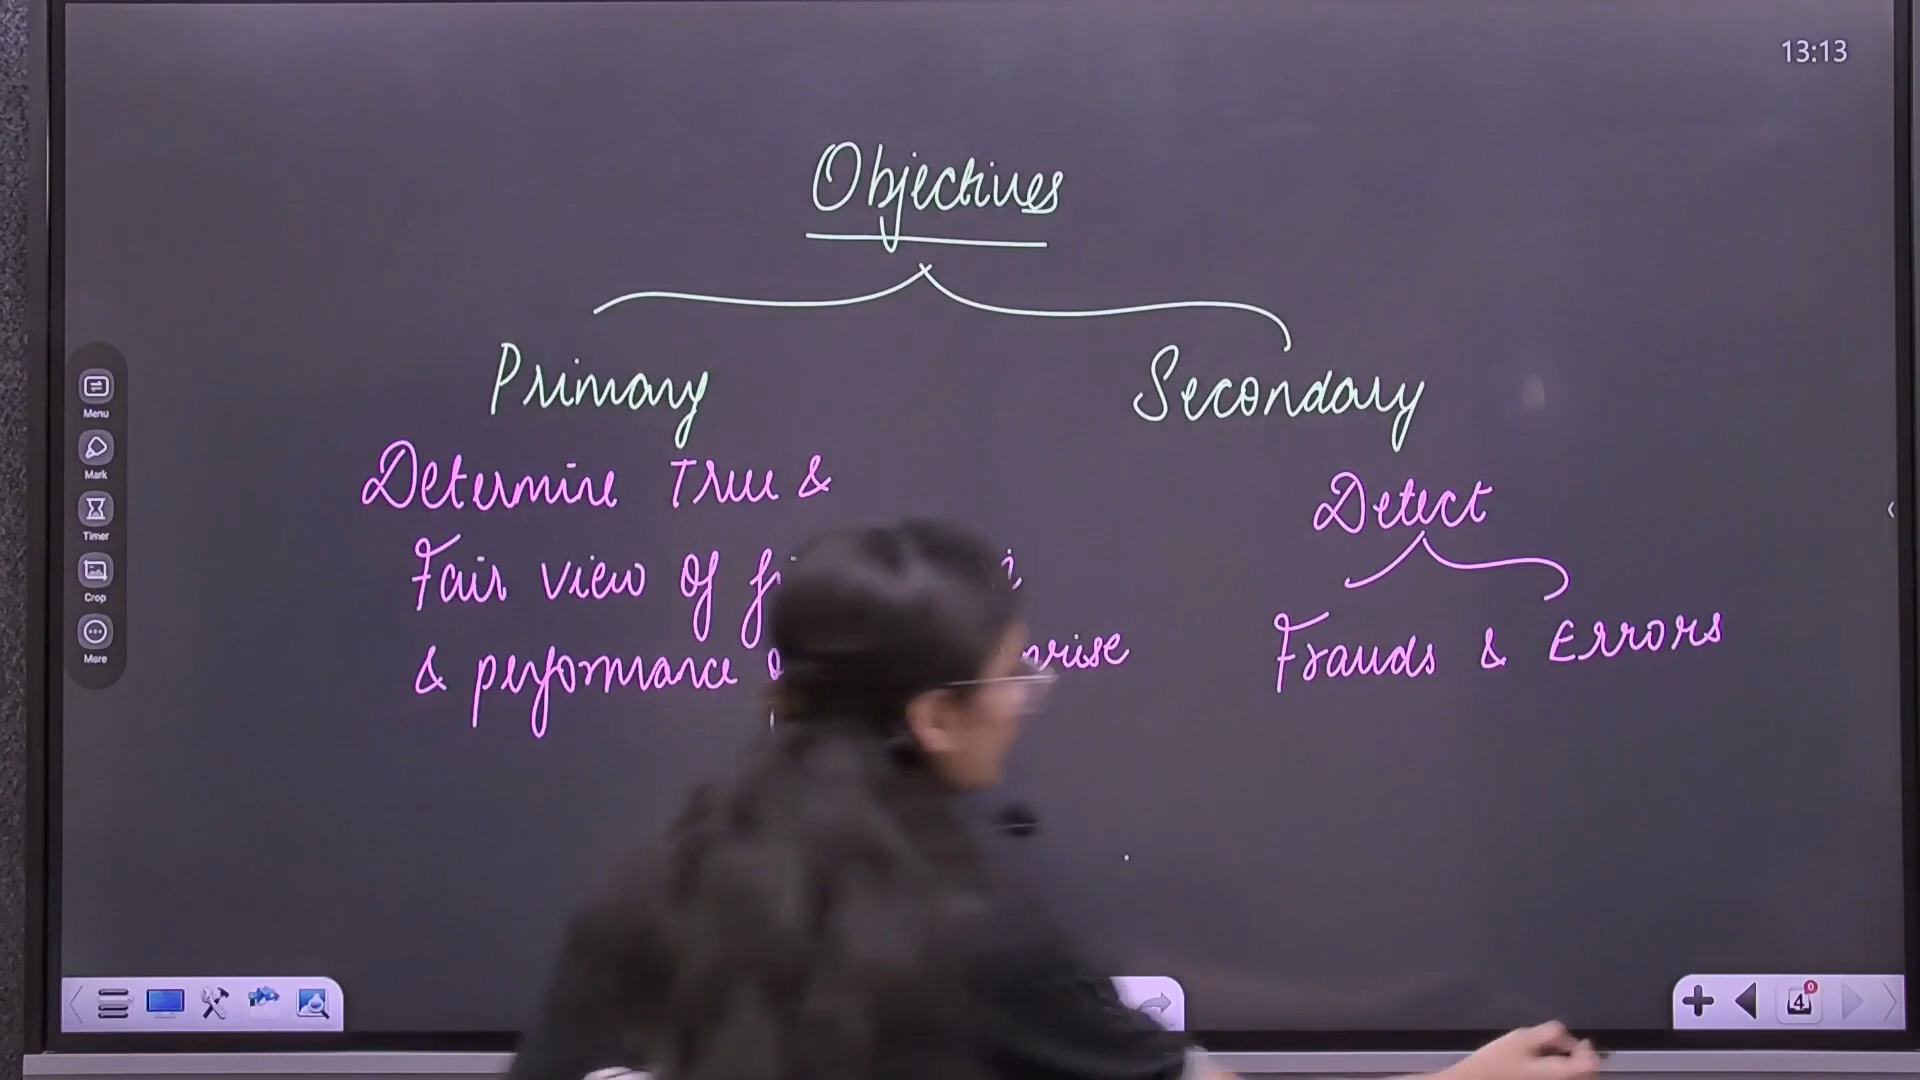 13:13
Objectives
Primary Secondary
Determine True &
Fair view of
& performance
Detect
Frauds & Errors
Menu
Mark
Timer
Crop
More
4
0